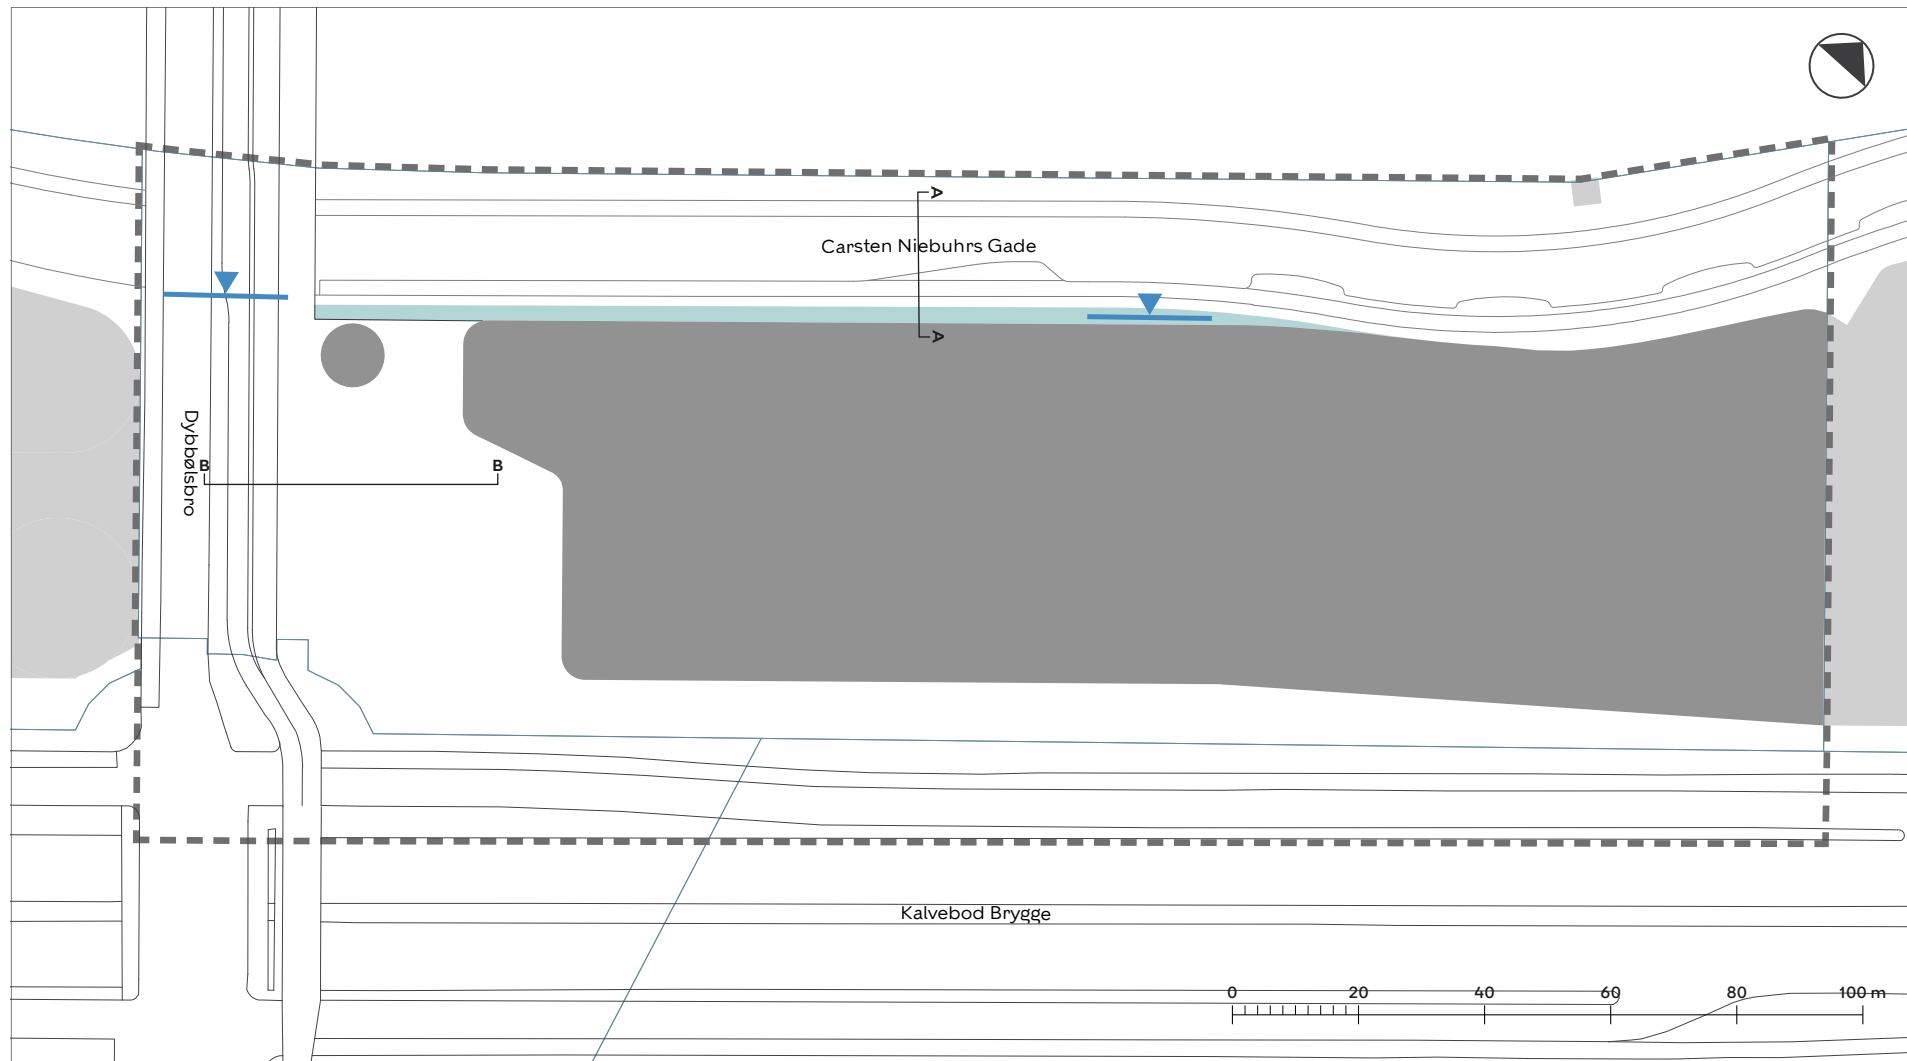 A
Carsten Niebuhrs Gade
A
Dybbølsbro
B B
Kalvebod Brygge
0 20 40 60 80 100 m